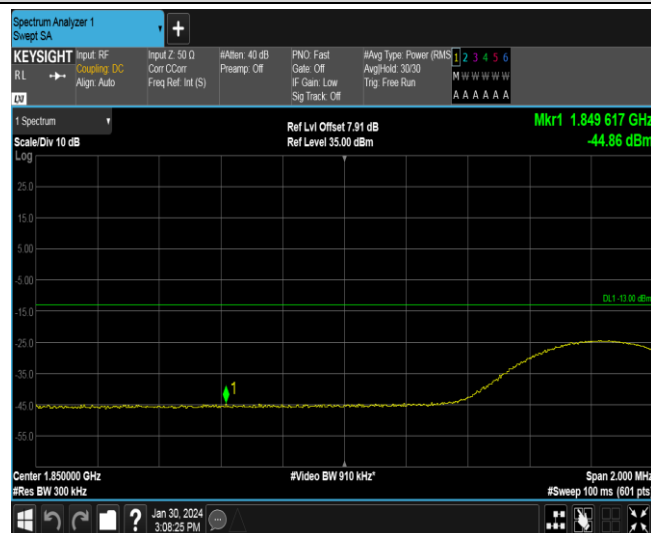 Spectrum Analyzer 1
Swept SA
+
KEYSIGHT Input: RF Input Z: 50 Ω #Atten: 40 dB PNO: Fast #Avg Type: Power (RMS 1 2 3 4 5 6
RL Coupling: DC Corr CCorr Preamp: Off Gate: Off Avg|Hold: 30/30 M W W W W W
Align: Auto Freq Ref: Int (S) IF Gain: Low Trig: Free Run
Sig Track: Off A A A A A A
LXI
1 Spectrum Ref Lvl Offset 7.91 dB Mkr1 1.849 617 GHz
Scale/Div 10 dB Ref Level 35.00 dBm -44.86 dBm
Log
25.0
15.0
5.00
-5.00
DL1 -13.00 dBm
-15.0
-25.0
-35.0
1
-45.0
-55.0
Center 1.850000 GHz #Video BW 910 kHz* Span 2.000 MHz
#Res BW 300 kHz #Sweep 100 ms (601 pts)
? Jan 30, 2024
3:08:25 PM